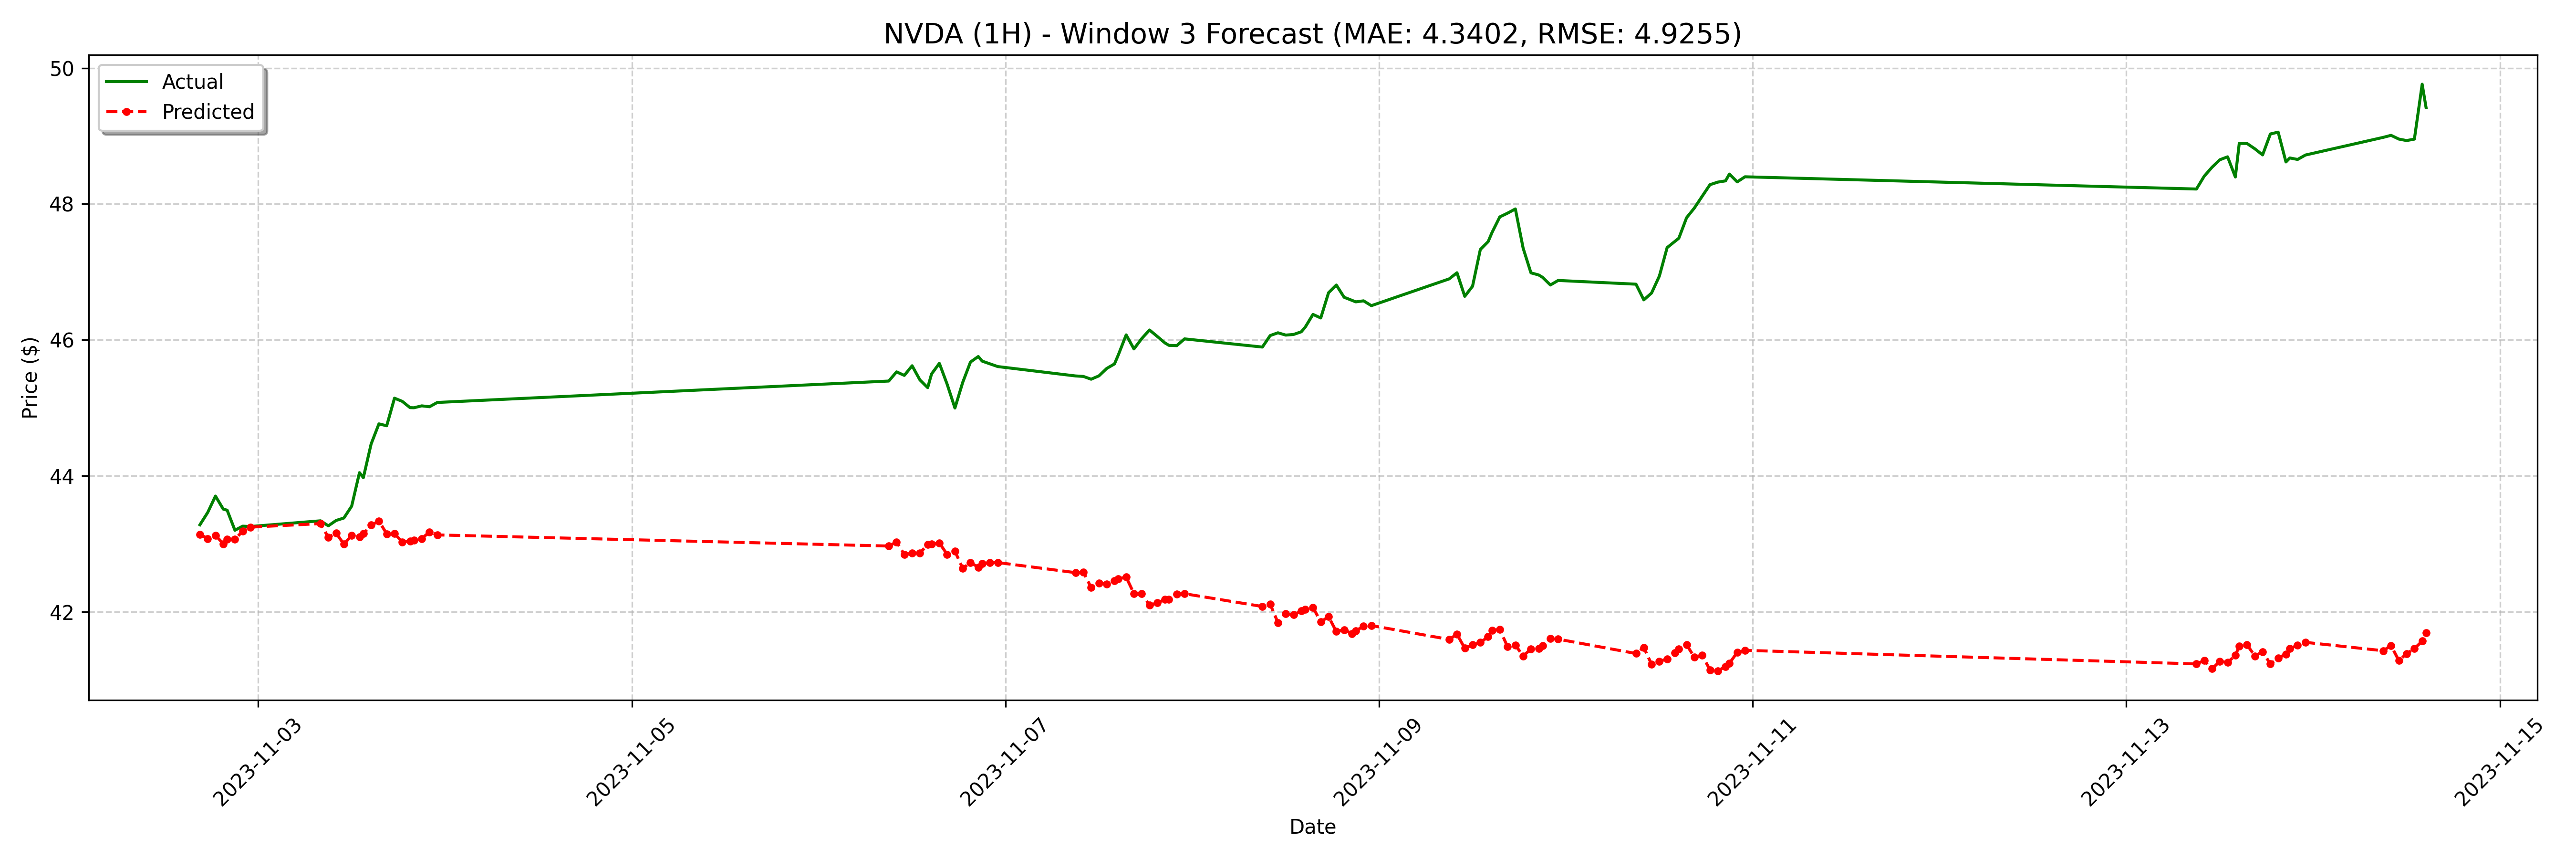 NVDA (1H) - Window 3 Forecast (MAE: 4.3402, RMSE: 4.9255)
Actual
Predicted
Price ($)
50
48
46
44
42
2023-11-03
2023-11-05
2023-11-07
2023-11-09
2023-11-11
2023-11-13
2023-11-15
Date